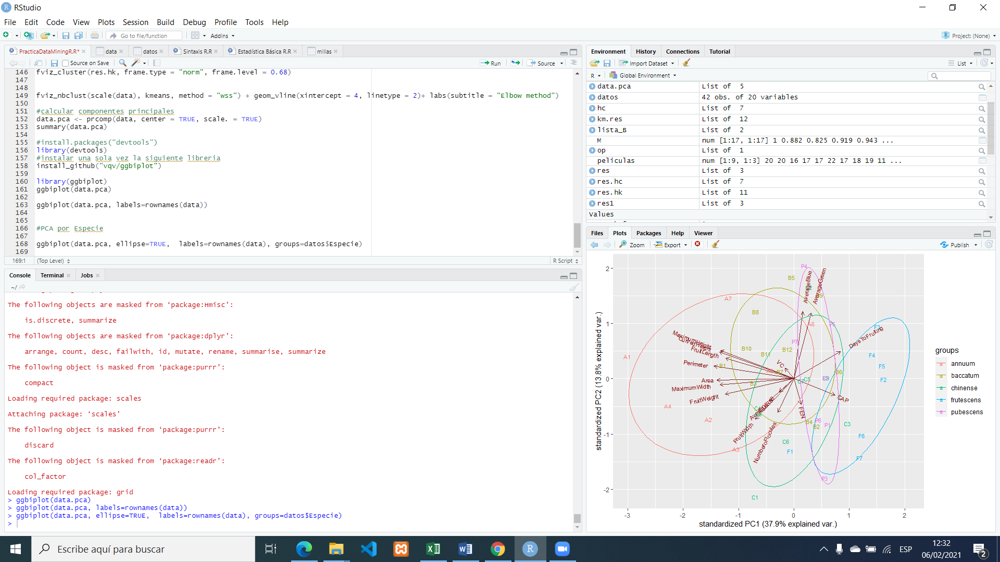 RStudio
File Edit Code View Plots Session Build Debug Profile Tools Help
Go to file/function Addins Project: (None)
PracticaDataMiningR.R* data datos Sintaxis R.R Estadística Básica R.R millas
Source on Save Run Source
146 fviz_cluster(res.hk, frame.type = "norm", frame.level = 0.68)
147
148
149 fviz_nbclust(scale(data), kmeans, method = "wss") + geom_vline(xintercept = 4, linetype = 2)+ labs(subtitle = "Elbow method")
150
151 #calcular componentes principales
152 data.pca <- prcomp(data, center = TRUE, scale. = TRUE)
153 summary(data.pca)
154
155 #install.packages("devtools")
156 library(devtools)
157 #instalar una sola vez la siguiente libreria
158 install_github("vqv/ggbiplot")
159
160 library(ggbiplot)
161 ggbiplot(data.pca)
162
163 ggbiplot(data.pca, labels=rownames(data))
164
165
166 #PCA por Especie
167
168 ggbiplot(data.pca, ellipse=TRUE,  labels=rownames(data), groups=datos$Especie)
169
169:1 (Top Level) R Script
Console Terminal Jobs
~/
The following objects are masked from ‘package:Hmisc’:
is.discrete, summarize
The following objects are masked from ‘package:dplyr’:
arrange, count, desc, failwith, id, mutate, rename, summarise, summarize
The following object is masked from ‘package:purrr’:
compact
Loading required package: scales
Attaching package: ‘scales’
The following object is masked from ‘package:purrr’:
discard
The following object is masked from ‘package:readr’:
col_factor
Loading required package: grid
> ggbiplot(data.pca)
> ggbiplot(data.pca, labels=rownames(data))
> ggbiplot(data.pca, ellipse=TRUE,  labels=rownames(data), groups=datos$Especie)
>
Environment History Connections Tutorial
Import Dataset List
R Global Environment
data.pca List of 5
datos 42 obs. of 20 variables
hc List of 7
km.res List of 12
lista_B List of 2
M num [1:17, 1:17] 1 0.882 0.825 0.919 0.943 ...
op List of 1
peliculas num [1:9, 1:3] 20 20 16 17 17 22 17 18 19 11 ...
res List of 3
res.hc List of 7
res.hk List of 11
res1 List of 3
Values
Files Plots Packages Help Viewer
Zoom Export Publish
standardized PC2 (13.8% explained var.)
2
1
0
-1
-2
P4
B5
AverageBlue
AverageGreen
A7
B8
A6
F3
DaysToFruiting
MaximumHeight
CurvedHeight
FruitLength
P7
B10
B12
B11
F4
A1
Perimeter
B1
VC
F5
B7
B6
Area
C5
F2
MaximumWidth
B3
FruitWeight
CAP
A4
FEN
A2
P6
B4
B2
P1
C3
FruitWidth
NumberofFlocules
F6
C6
A3
F1
F7
P3
C1
-3 -2 -1 0 1 2
standardized PC1 (37.9% explained var.)
groups
a annuum
a baccatum
a chinense
a frutescens
a pubescens
Escribe aquí para buscar
ESP
12:32
06/02/2021
2